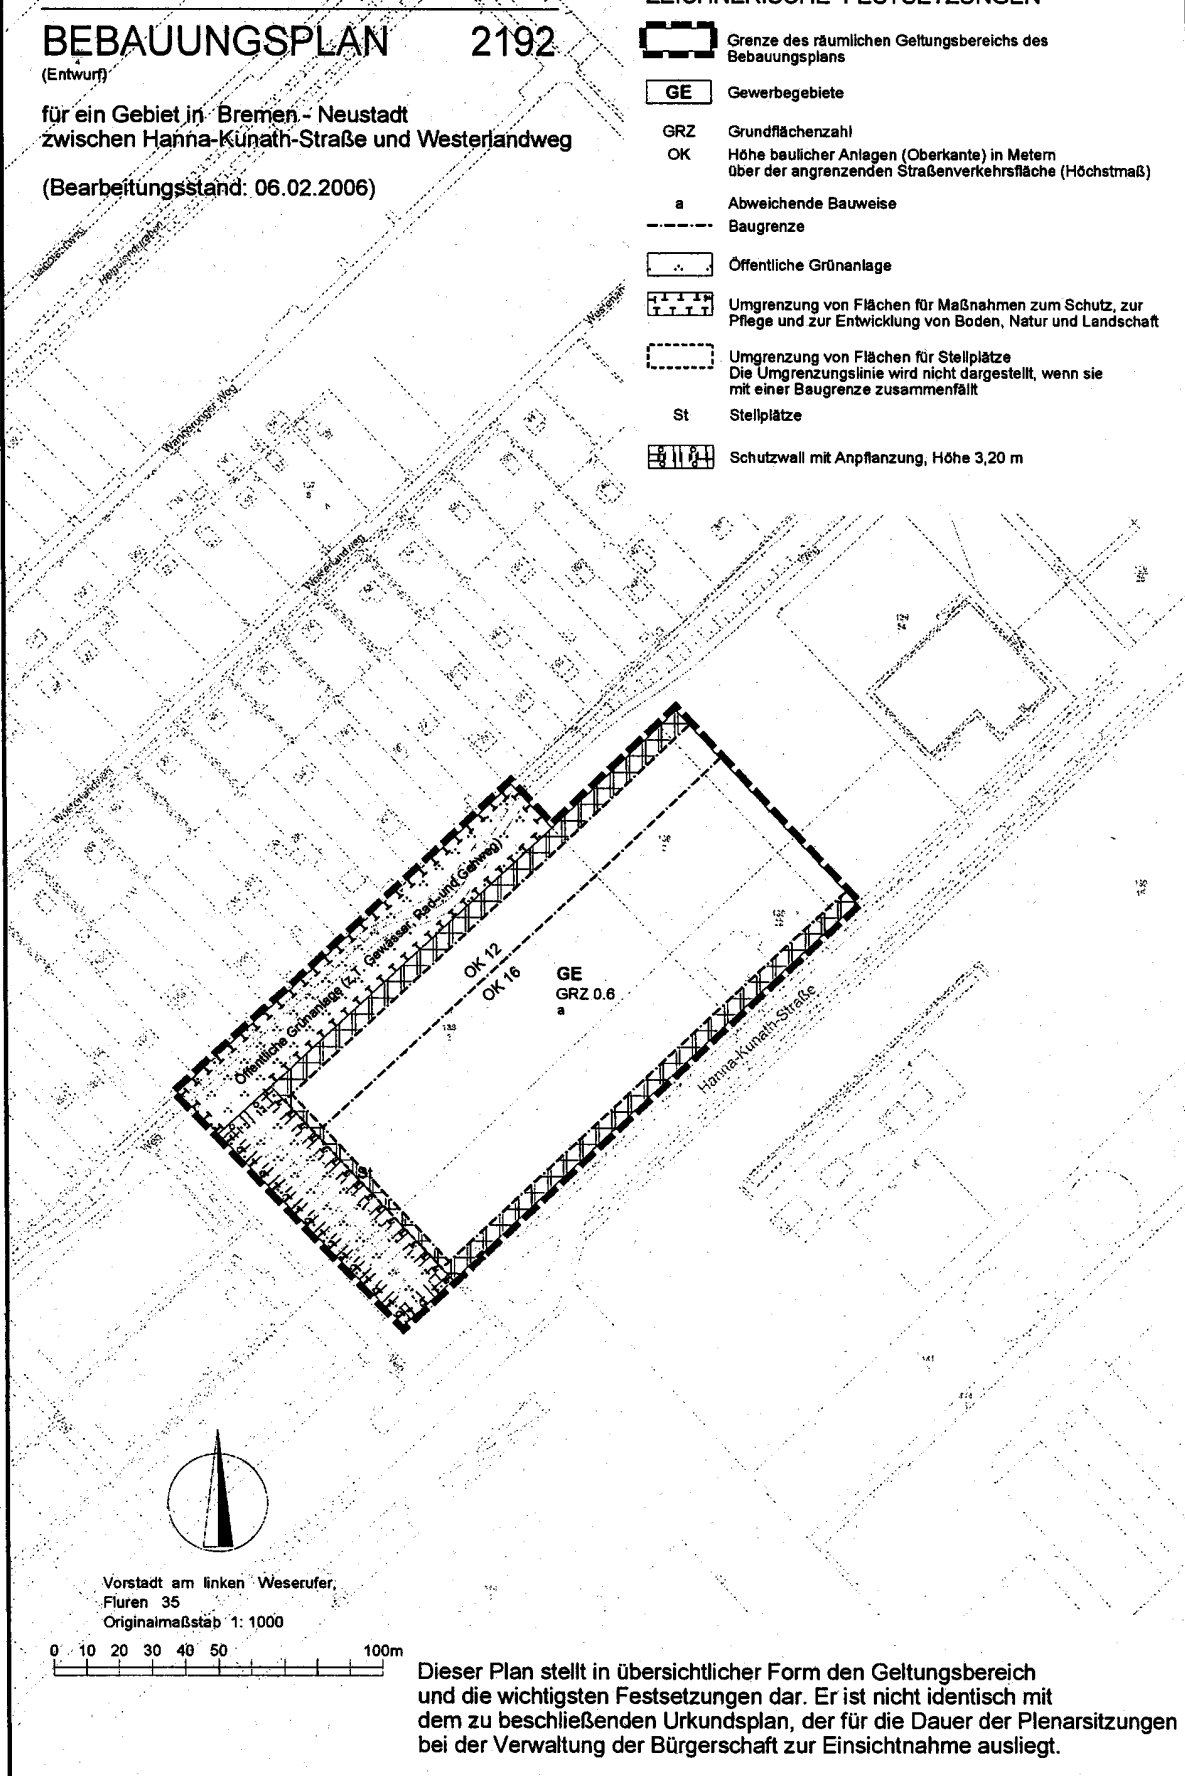 BEBAUUNGSPLAN 2192
(Entwurf)
für ein Gebiet in Bremen - Neustadt
zwischen Hanna-Kunath-Straße und Westerlandweg
(Bearbeitungsstand: 06.02.2006)
ZEICHNERISCHE FESTSETZUNGEN
Grenze des räumlichen Geltungsbereichs des
Bebauungsplans
GE Gewerbegebiete
GRZ Grundflächenzahl
OK Höhe baulicher Anlagen (Oberkante) in Metern
über der angrenzenden Straßenverkehrsfläche (Höchstmaß)
a Abweichende Bauweise
Baugrenze
Öffentliche Grünanlage
Umgrenzung von Flächen für Maßnahmen zum Schutz, zur
Pflege und zur Entwicklung von Boden, Natur und Landschaft
Umgrenzung von Flächen für Stellplätze
Die Umgrenzungslinie wird nicht dargestellt, wenn sie
mit einer Baugrenze zusammenfällt
St Stellplätze
Schutzwall mit Anpflanzung, Höhe 3,20 m
Wangerooger Weg
Westerlandweg
Westerlandweg
Weg
Öffentliche Grünanlage (z.T. Gewässer, Rad- und Gehweg)
OK 12
OK 16
GE
GRZ 0.6
a
Hanna-Kunath-Straße
Weg
St
Vorstadt am linken Weserufer,
Fluren 35
Originalmaßstab 1: 1000
0 10 20 30 40 50 100m
Dieser Plan stellt in übersichtlicher Form den Geltungsbereich
und die wichtigsten Festsetzungen dar. Er ist nicht identisch mit
dem zu beschließenden Urkundsplan, der für die Dauer der Plenarsitzungen
bei der Verwaltung der Bürgerschaft zur Einsichtnahme ausliegt.